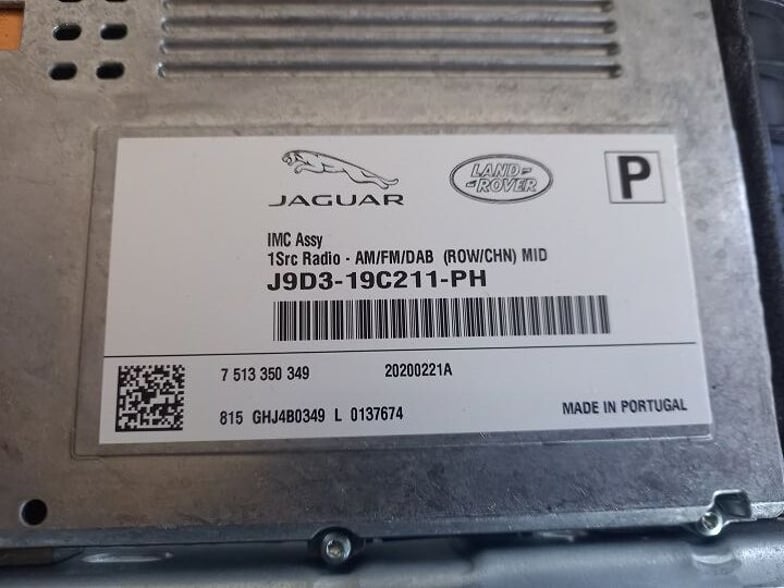 JAGUAR
LAND-
-ROVER
P
IMC Assy
1Src Radio - AM/FM/DAB (ROW/CHN) MID
J9D3-19C211-PH
7 513 350 349 20200221A
815 GHJ4B0349 L 0137674 MADE IN PORTUGAL